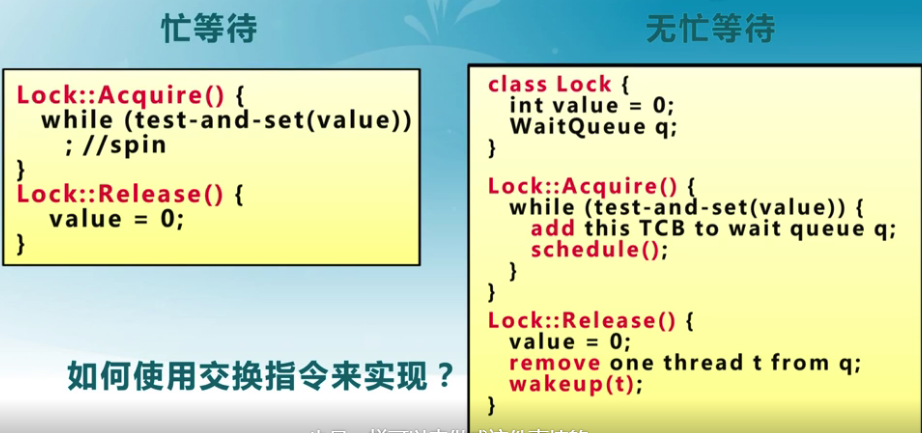 忙等待
Lock::Acquire() {
while (test-and-set(value))
; //spin
}
Lock::Release() {
value = 0;
}
如何使用交换指令来实现？
无忙等待
class Lock {
int value = 0;
WaitQueue q;
}
Lock::Acquire() {
while (test-and-set(value)) {
add this TCB to wait queue q;
schedule();
}
}
Lock::Release() {
value = 0;
remove one thread t from q;
wakeup(t);
}